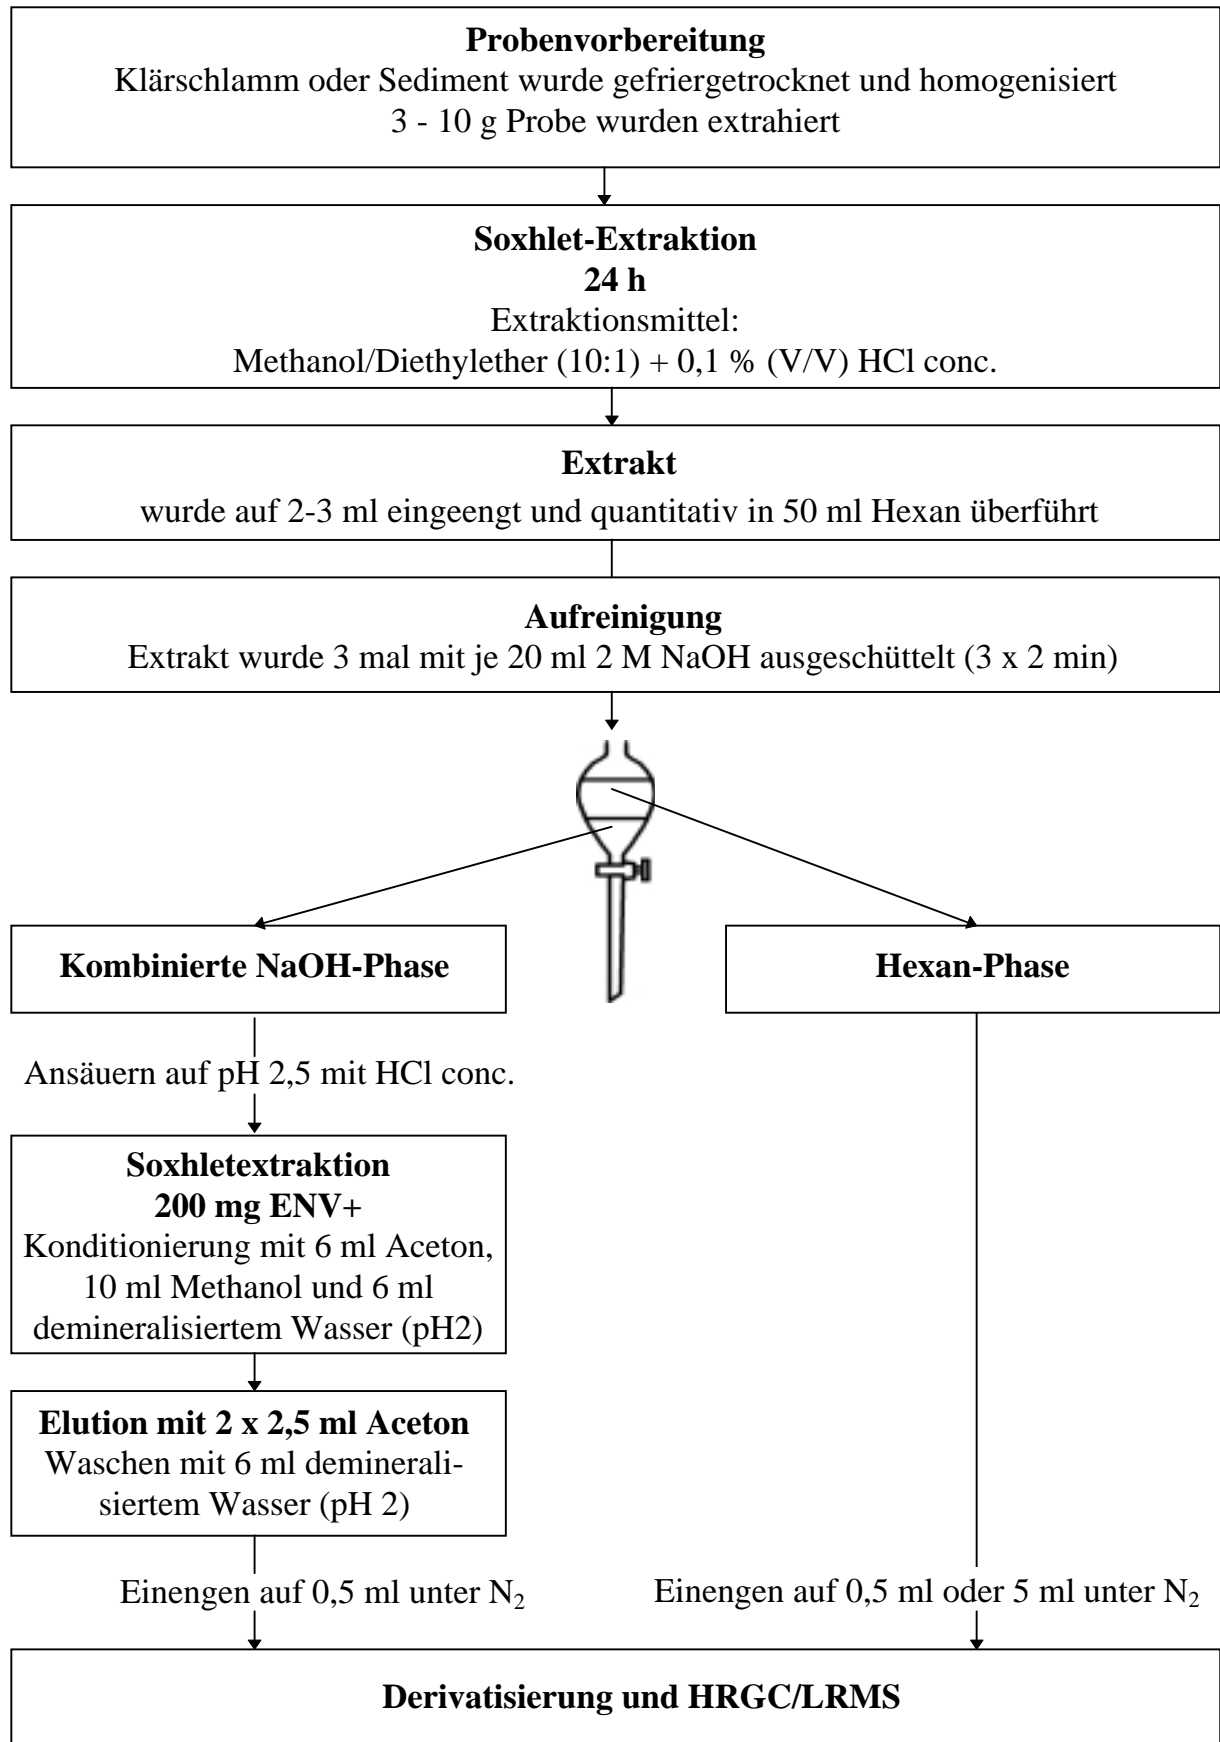 Probenvorbereitung
Klärschlamm oder Sediment wurde gefriergetrocknet und homogenisiert
3 - 10 g Probe wurden extrahiert
Soxhlet-Extraktion
24 h
Extraktionsmittel:
Methanol/Diethylether (10:1) + 0,1 % (V/V) HCl conc.
Extrakt
wurde auf 2-3 ml eingeengt und quantitativ in 50 ml Hexan überführt
Aufreinigung
Extrakt wurde 3 mal mit je 20 ml 2 M NaOH ausgeschüttelt (3 x 2 min)
Kombinierte NaOH-Phase
Hexan-Phase
Ansäuern auf pH 2,5 mit HCl conc.
Soxhletextraktion
200 mg ENV+
Konditionierung mit 6 ml Aceton,
10 ml Methanol und 6 ml
demineralisiertem Wasser (pH2)
Elution mit 2 x 2,5 ml Aceton
Waschen mit 6 ml deminerali-
siertem Wasser (pH 2)
Einengen auf 0,5 ml unter N₂
Einengen auf 0,5 ml oder 5 ml unter N₂
Derivatisierung und HRGC/LRMS